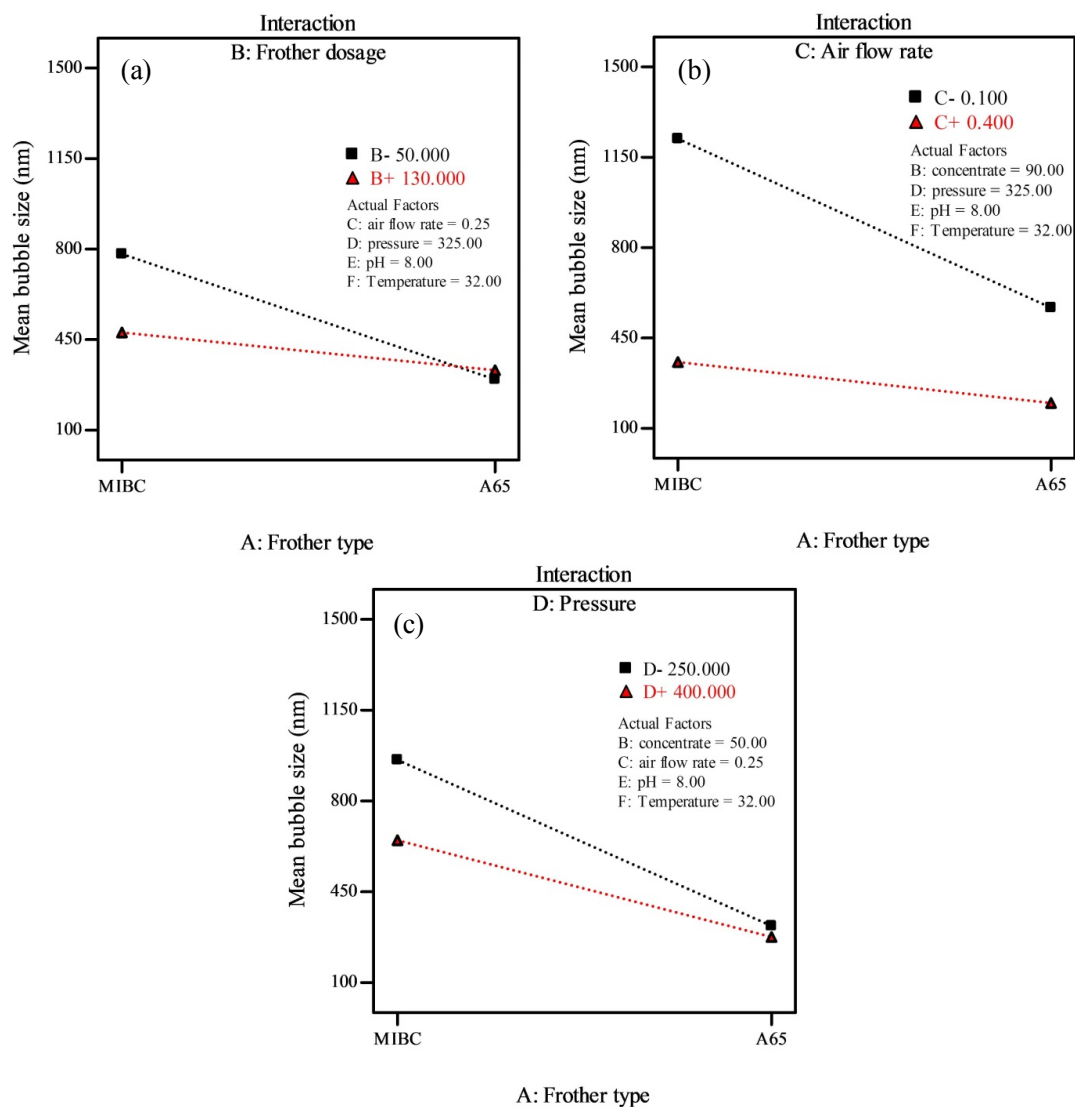 Interaction
B: Frother dosage
(a)
1500
1150
800
450
100
Mean bubble size (nm)
B- 50.000
B+ 130.000
Actual Factors
C: air flow rate = 0.25
D: pressure = 325.00
E: pH = 8.00
F: Temperature = 32.00
MIBC
A65
A: Frother type
Interaction
C: Air flow rate
(b)
1500
1150
800
450
100
Mean bubble size (nm)
C- 0.100
C+ 0.400
Actual Factors
B: concentrate = 90.00
D: pressure = 325.00
E: pH = 8.00
F: Temperature = 32.00
MIBC
A65
A: Frother type
Interaction
D: Pressure
(c)
1500
1150
800
450
100
Mean bubble size (nm)
D- 250.000
D+ 400.000
Actual Factors
B: concentrate = 50.00
C: air flow rate = 0.25
E: pH = 8.00
F: Temperature = 32.00
MIBC
A65
A: Frother type